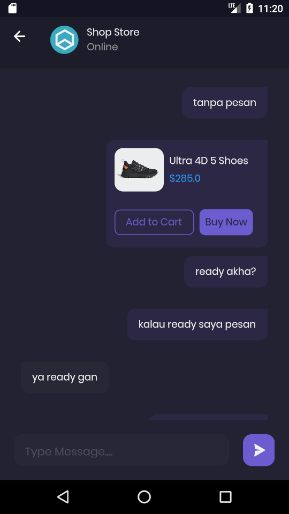 LTE 11:20
Shop Store
Online
tanpa pesan
Ultra 4D 5 Shoes
$285.0
Add to Cart
Buy Now
ready akha?
kalau ready saya pesan
ya ready gan
Type Message...